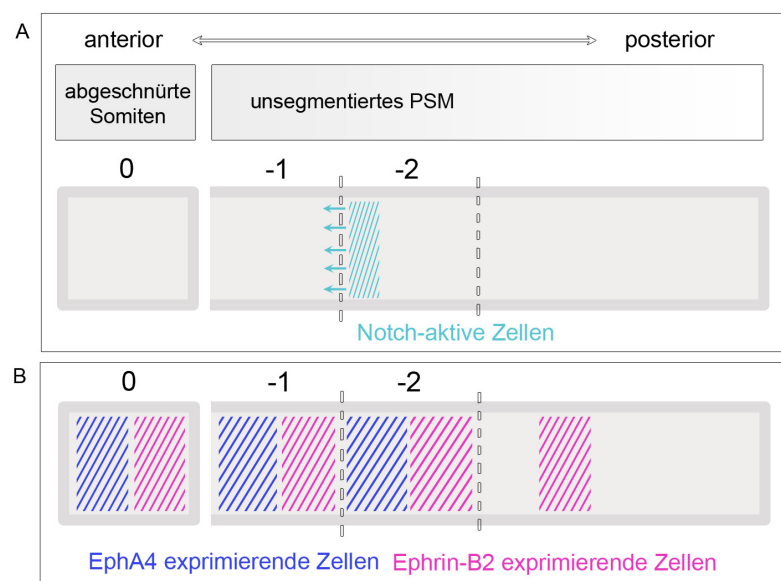 A
anterior posterior
abgeschnürte
Somiten
unsegmentiertes PSM
0 -1 -2
Notch-aktive Zellen
B
0 -1 -2
EphA4 exprimierende Zellen Ephrin-B2 exprimierende Zellen